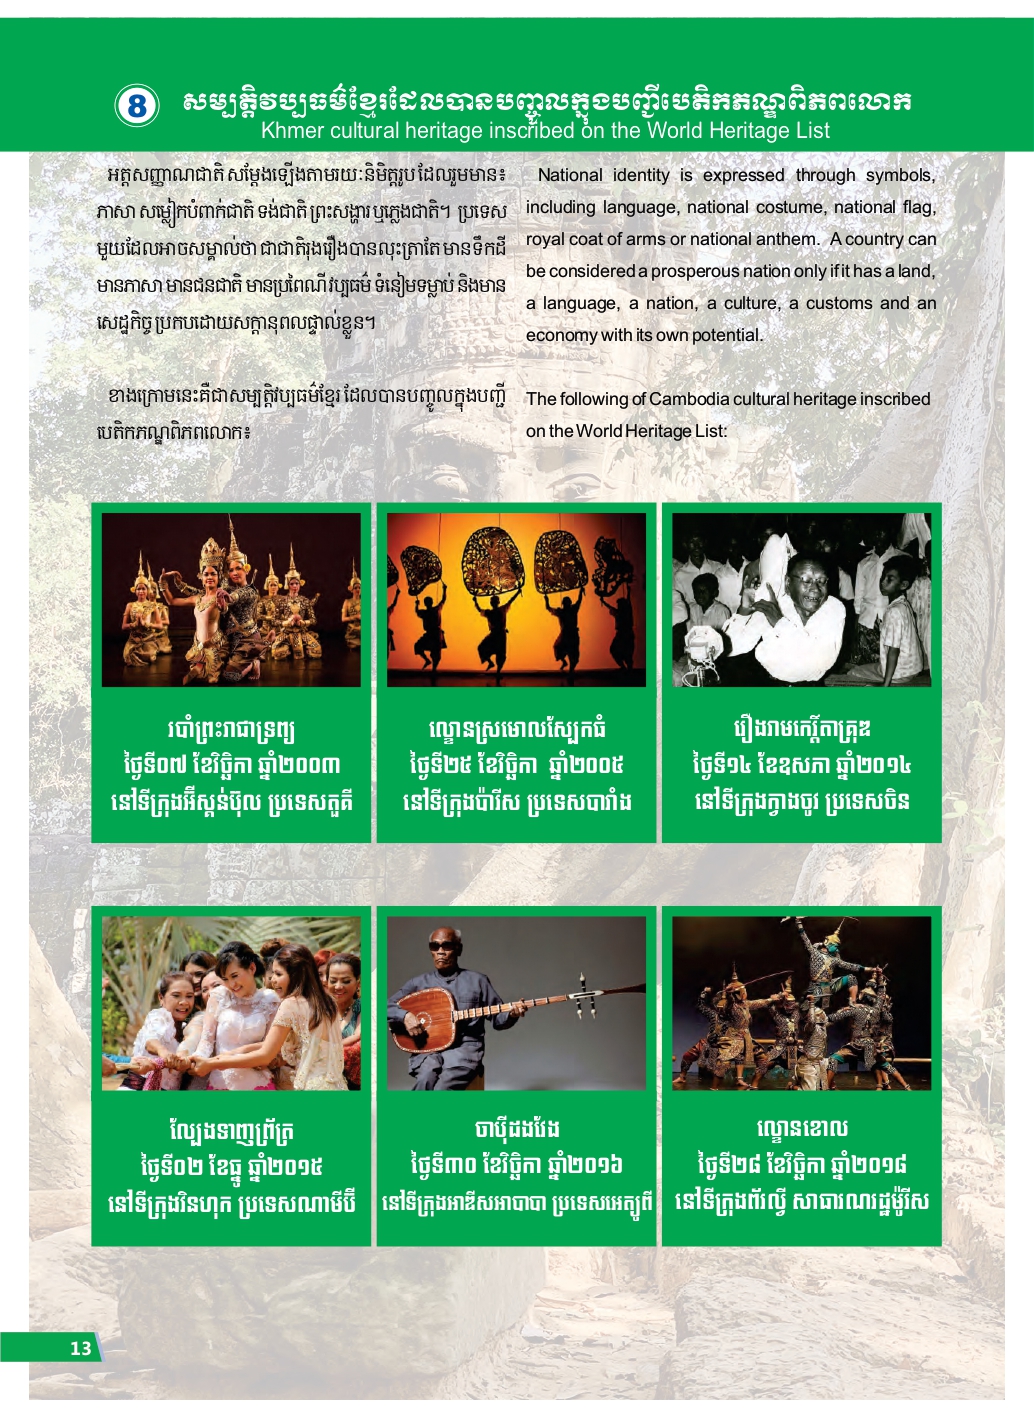 8
សម្បត្តិវប្បធម៌ខ្មែរដែលបានបញ្ចូលក្នុងបញ្ជីបេតិកភណ្ឌពិភពលោក
Khmer cultural heritage inscribed on the World Heritage List
អត្តសញ្ញាណជាតិ សម្តែងឡើងតាមរយៈនិមិត្តរូប ដែលរួមមាន៖
ភាសា សម្លៀកបំពាក់ជាតិ ទង់ជាតិ ព្រះសង្ហារ ឬភ្លេងជាតិ។ ប្រទេស
មួយដែលអាចសម្គាល់ថា ជាជាតិរុងរឿងបានលុះត្រាតែ មានទឹកដី
មានភាសា មានជនជាតិ មានប្រពៃណី វប្បធម៌ ទំនៀមទម្លាប់ និងមាន
សេដ្ឋកិច្ច ប្រកបដោយសក្តានុពលផ្ទាល់ខ្លួន។
ខាងក្រោមនេះគឺជាសម្បត្តិវប្បធម៌ខ្មែរ ដែលបានបញ្ចូលក្នុងបញ្ជី
បេតិកភណ្ឌពិភពលោក៖
National identity is expressed through symbols,
including language, national costume, national flag,
royal coat of arms or national anthem. A country can
be considered a prosperous nation only if it has a land,
a language, a nation, a culture, a customs and an
economy with its own potential.
The following of Cambodia cultural heritage inscribed
on the World Heritage List:
របាំព្រះរាជាទ្រព្យ
ថ្ងៃទី០៧ ខែវិច្ឆិកា ឆ្នាំ២០០៣
នៅទីក្រុងអ៊ីស្តន់ប៊ុល ប្រទេសតួគី
ល្ខោនស្រមោលស្បែកធំ
ថ្ងៃទី២៥ ខែវិច្ឆិកា ឆ្នាំ២០០៥
នៅទីក្រុងប៉ារីស ប្រទេសបារាំង
រឿងរាមកេរ្តិ៍តាគ្រុឌ
ថ្ងៃទី១៤ ខែឧសភា ឆ្នាំ២០១៤
នៅទីក្រុងក្វាងចូវ ប្រទេសចិន
ល្បែងទាញព្រ័ត្រ
ថ្ងៃទី០២ ខែធ្នូ ឆ្នាំ២០១៥
នៅទីក្រុងវិនហុក ប្រទេសណាមីប៊ី
ចាប៉ីដងវែង
ថ្ងៃទី៣០ ខែវិច្ឆិកា ឆ្នាំ២០១៦
នៅទីក្រុងអាឌីសអាបាបា ប្រទេសអេត្យូពី
ល្ខោនខោល
ថ្ងៃទី២៨ ខែវិច្ឆិកា ឆ្នាំ២០១៨
នៅទីក្រុងព័រល្វី សាធារណរដ្ឋម៉ូរីស
13